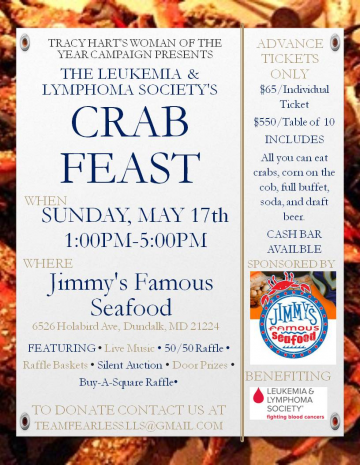 TRACY HART'S WOMAN OF THE
YEAR CAMPAIGN PRESENTS
THE LEUKEMIA &
LYMPHOMA SOCIETY'S
CRAB
FEAST
WHEN
SUNDAY, MAY 17th
1:00PM-5:00PM
WHERE
Jimmy's Famous
Seafood
6526 Holabird Ave, Dundalk, MD 21224
FEATURING • Live Music • 50/50 Raffle •
Raffle Baskets • Silent Auction • Door Prizes •
Buy-A-Square Raffle•
TO DONATE CONTACT US AT
TEAMFEARLESS.LLS@GMAIL.COM
ADVANCE
TICKETS
ONLY
$65/Individual
Ticket
$550/Table of 10
INCLUDES
All you can eat
crabs, corn on the
cob, full buffet,
soda, and draft
beer.
CASH BAR
AVAILBLE
SPONSORED BY
JIMMY'S
FAMOUS
Seafood
BENEFITING
LEUKEMIA &
LYMPHOMA
SOCIETY®
fighting blood cancers